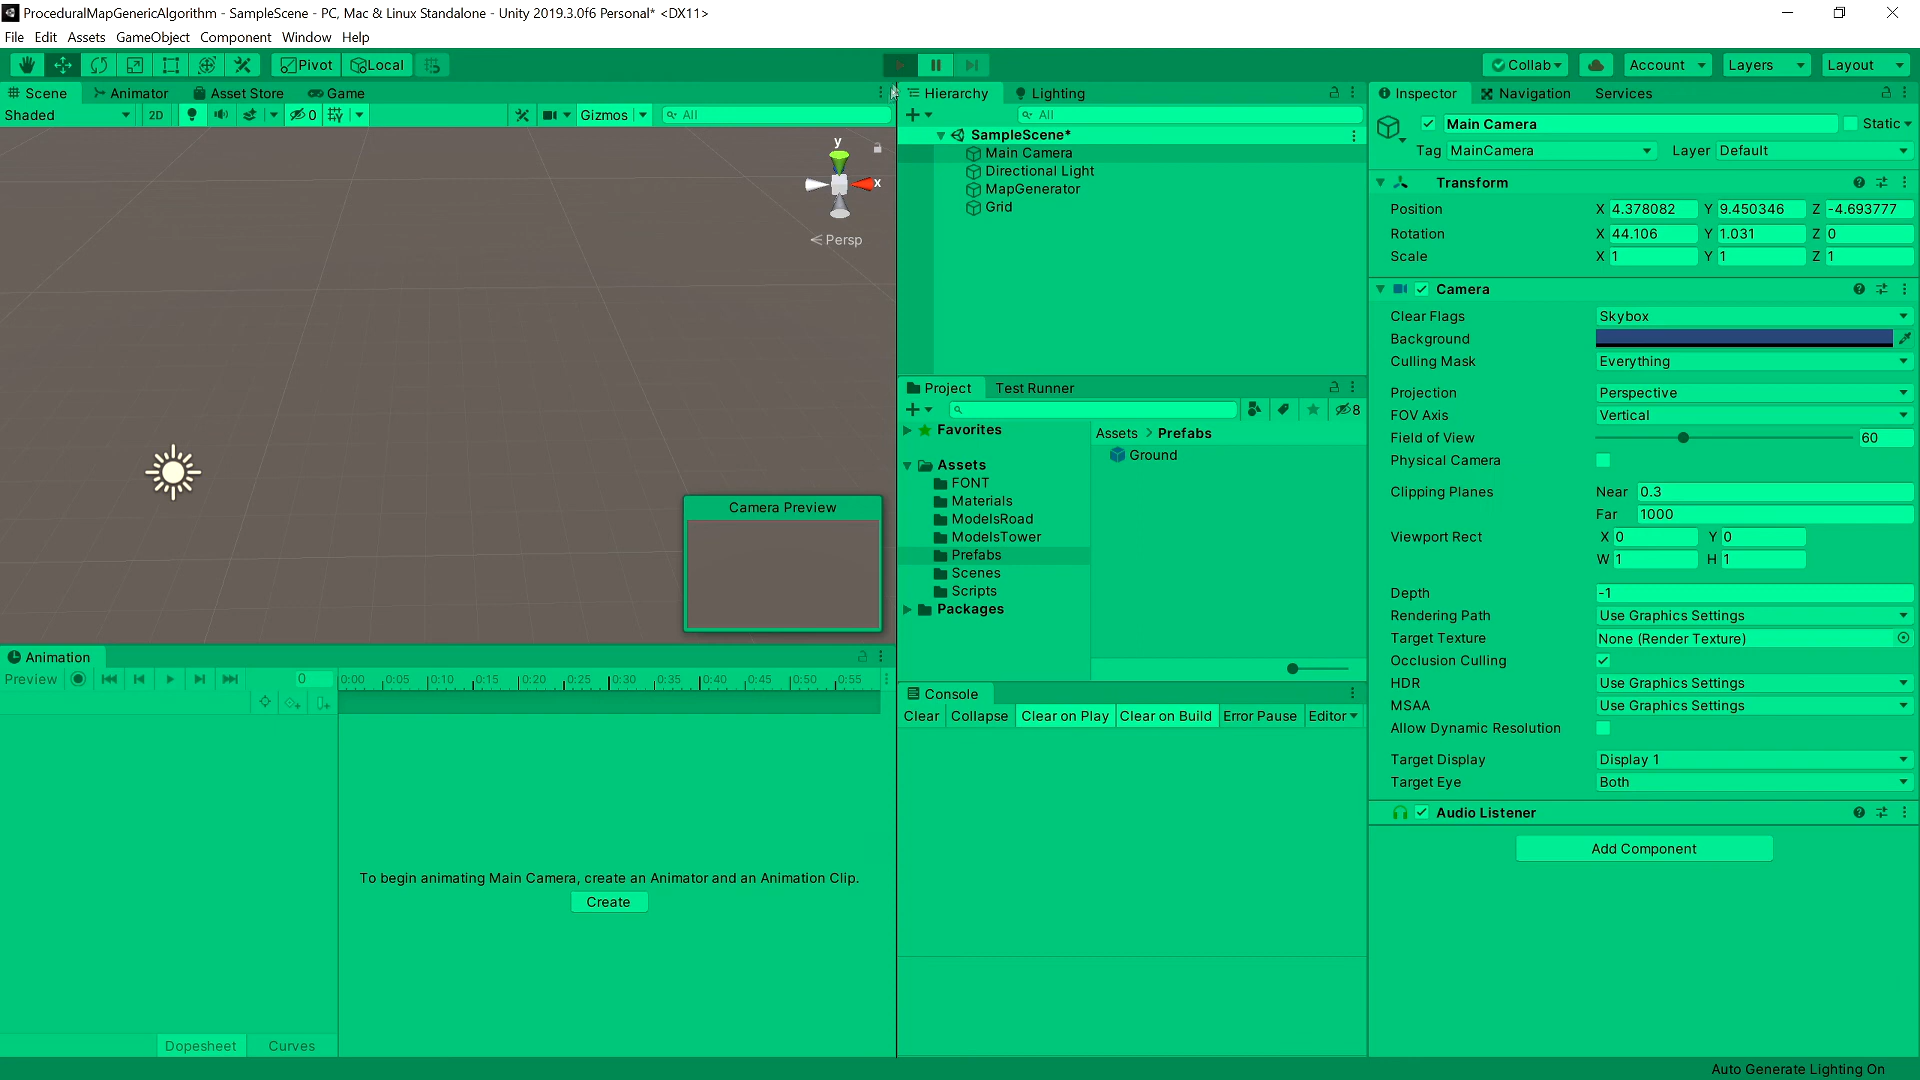 ProceduralMapGenericAlgorithm - SampleScene - PC, Mac & Linux Standalone - Unity 2019.3.0f6 Personal* <DX11>
File Edit Assets GameObject Component Window Help
Pivot Local Collab Account Layers Layout
Scene Animator Asset Store Game
Shaded 2D 0 Gizmos All
y
x
Persp
Camera Preview
Hierarchy Lighting
All
SampleScene*
Main Camera
Directional Light
MapGenerator
Grid
Project Test Runner
8
Favorites
Assets
FONT
Materials
ModelsRoad
ModelsTower
Prefabs
Scenes
Scripts
Packages
Assets > Prefabs
Ground
Animation
Preview 0 0:00 0:05 0:10 0:15 0:20 0:25 0:30 0:35 0:40 0:45 0:50 0:55
To begin animating Main Camera, create an Animator and an Animation Clip.
Create
Dopesheet Curves
Console
Clear Collapse Clear on Play Clear on Build Error Pause Editor
Inspector Navigation Services
Main Camera Static
Tag MainCamera Layer Default
Transform
Position X 4.378082 Y 9.450346 Z -4.693777
Rotation X 44.106 Y 1.031 Z 0
Scale X 1 Y 1 Z 1
Camera
Clear Flags Skybox
Background
Culling Mask Everything
Projection Perspective
FOV Axis Vertical
Field of View 60
Physical Camera
Clipping Planes Near 0.3
Far 1000
Viewport Rect X 0 Y 0
W 1 H 1
Depth -1
Rendering Path Use Graphics Settings
Target Texture None (Render Texture)
Occlusion Culling
HDR Use Graphics Settings
MSAA Use Graphics Settings
Allow Dynamic Resolution
Target Display Display 1
Target Eye Both
Audio Listener
Add Component
Auto Generate Lighting On